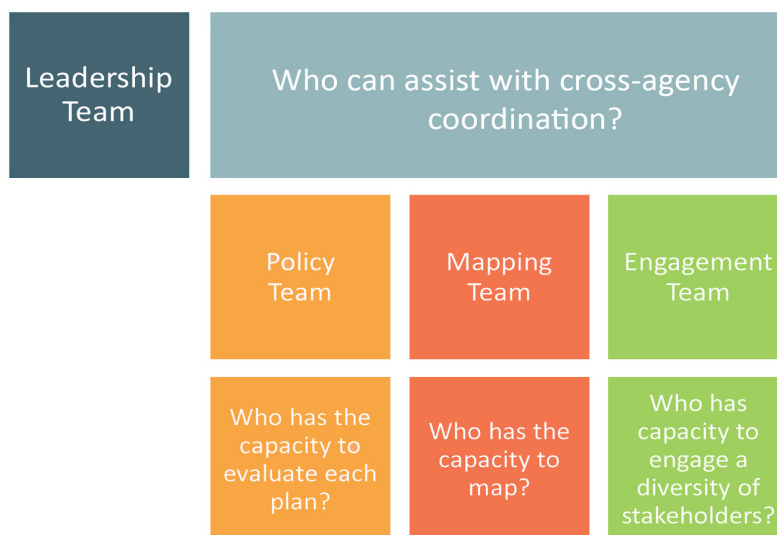 Leadership
Team
Who can assist with cross-agency
coordination?
Policy
Team
Mapping
Team
Engagement
Team
Who has the
capacity to
evaluate each
plan?
Who has the
capacity to
map?
Who has
capacity to
engage a
diversity of
stakeholders?